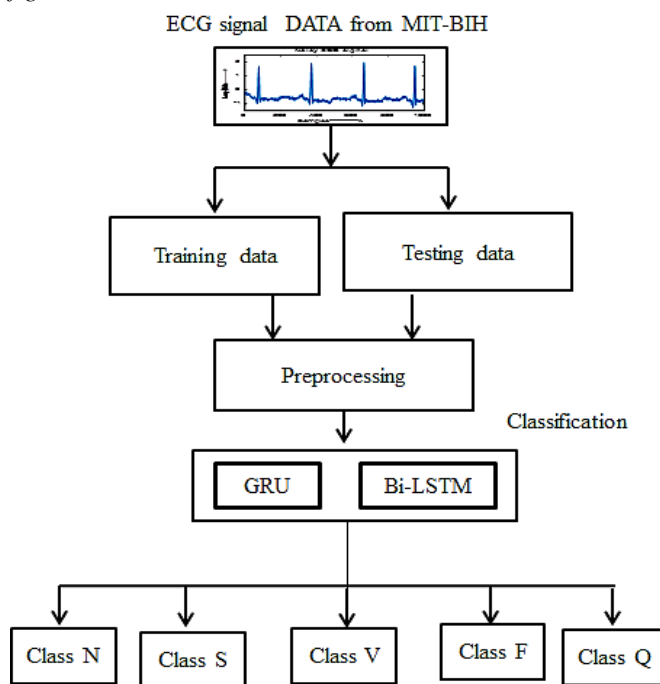 ECG signal DATA from MIT-BIH
Training data
Testing data
Preprocessing
Classification
GRU
Bi-LSTM
Class N
Class S
Class V
Class F
Class Q